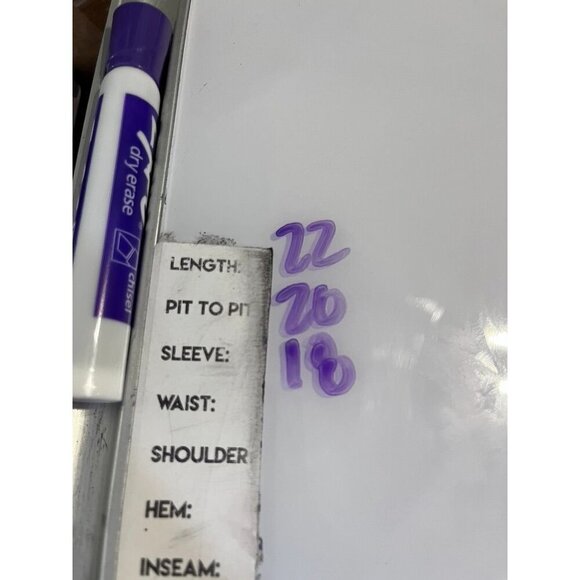 dry erase
chisel
LENGTH: 22
PIT TO PIT 20
SLEEVE: 18
WAIST:
SHOULDER
HEM:
INSEAM: